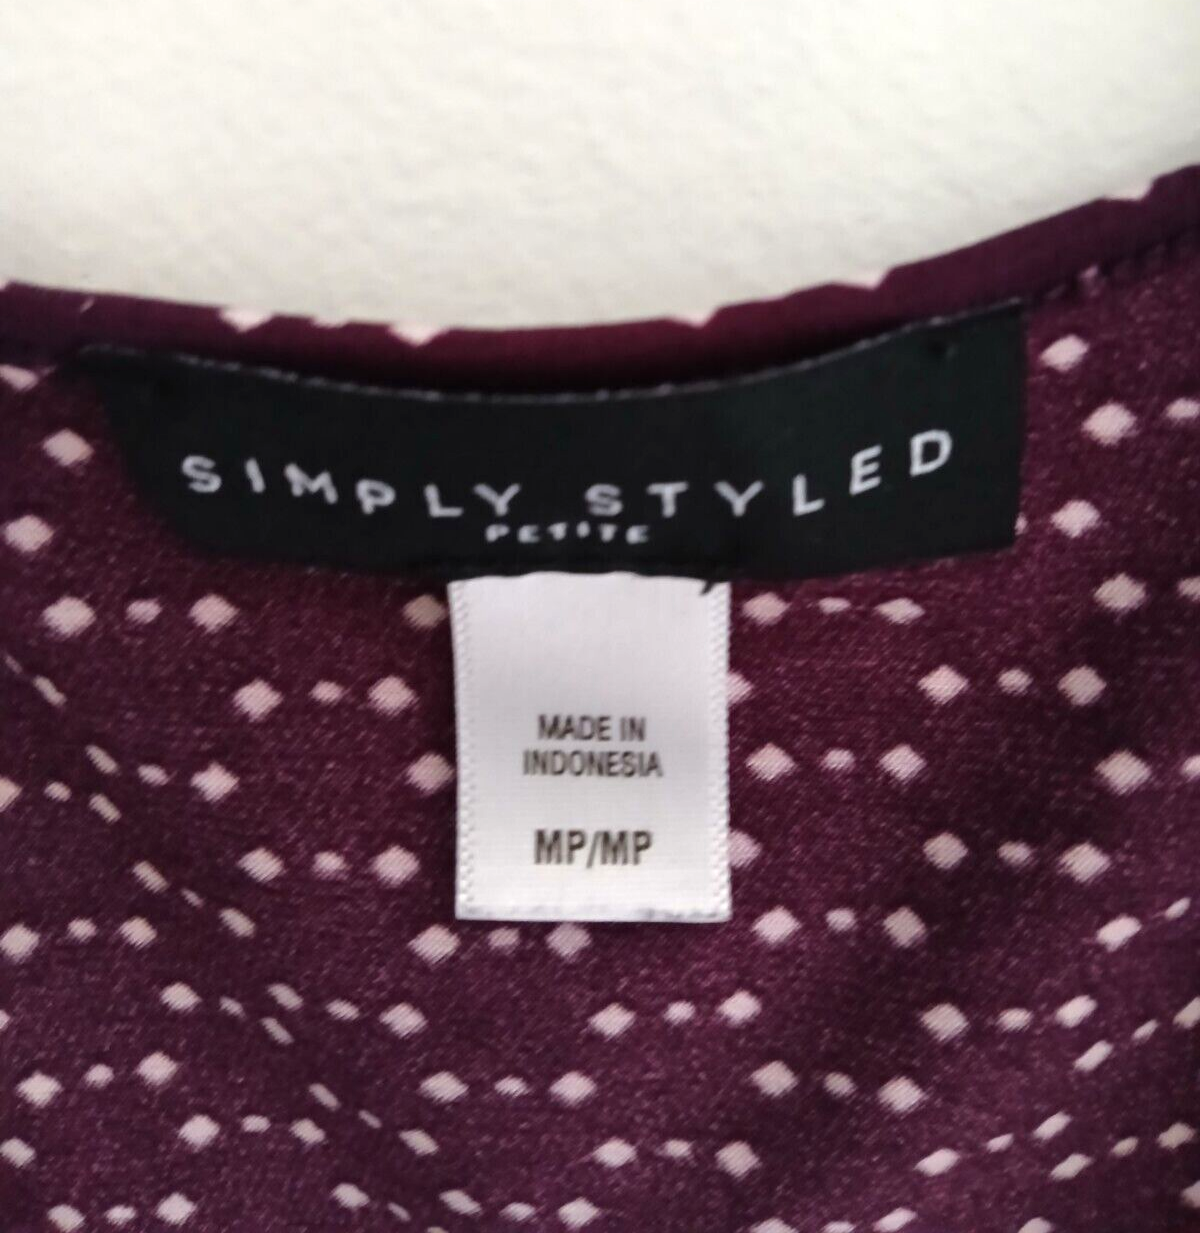 SIMPLY STYLED
PETITE
MADE IN
INDONESIA
MP/MP